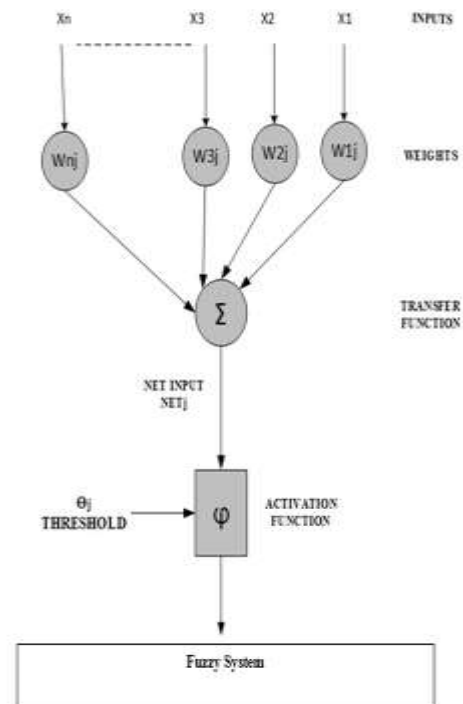 Xn X3 X2 X1 INPUTS
Wnj W3j W2j W1j WEIGHTS
Σ
TRANSFER
FUNCTION
NET INPUT
NETj
φ
ϴj
THRESHOLD
ACTIVATION
FUNCTION
Fuzzy System